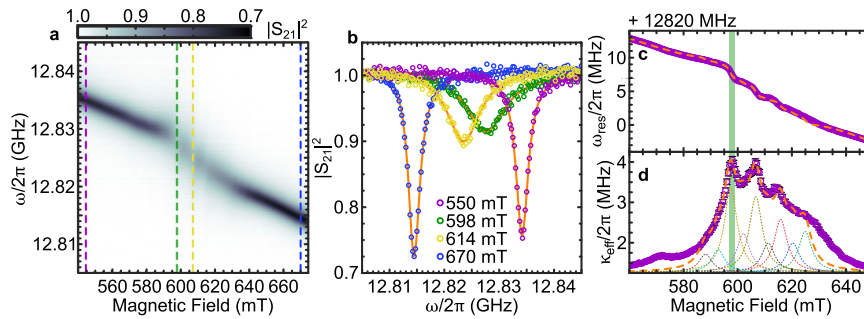 1.0 0.9 0.8 0.7
|S21|²
a
12.84
12.83
12.82
12.81
ω/2π (GHz)
540 560 580 600 620 640 660
Magnetic Field (mT)
b
1.0
0.9
0.8
0.7
|S21|²
550 mT
598 mT
614 mT
670 mT
12.81 12.82 12.83 12.84
ω/2π (GHz)
+ 12820 MHz
c
10
5
0
ωres/2π (MHz)
d
4
3
2
1
κeff/2π (MHz)
560 580 600 620 640
Magnetic Field (mT)